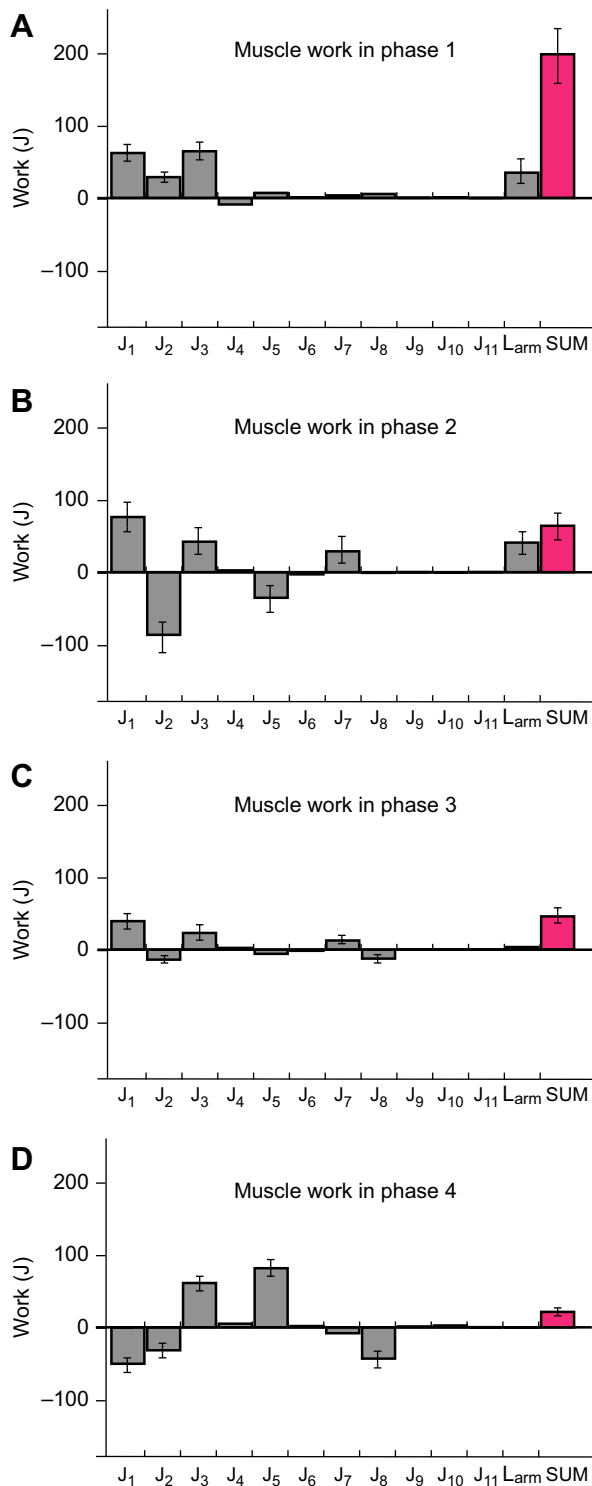 A
Muscle work in phase 1
Work (J)
200
100
0
–100
J1 J2 J3 J4 J5 J6 J7 J8 J9 J10 J11 Larm SUM
B
Muscle work in phase 2
Work (J)
200
100
0
–100
J1 J2 J3 J4 J5 J6 J7 J8 J9 J10 J11 Larm SUM
C
Muscle work in phase 3
Work (J)
200
100
0
–100
J1 J2 J3 J4 J5 J6 J7 J8 J9 J10 J11 Larm SUM
D
Muscle work in phase 4
Work (J)
200
100
0
–100
J1 J2 J3 J4 J5 J6 J7 J8 J9 J10 J11 Larm SUM